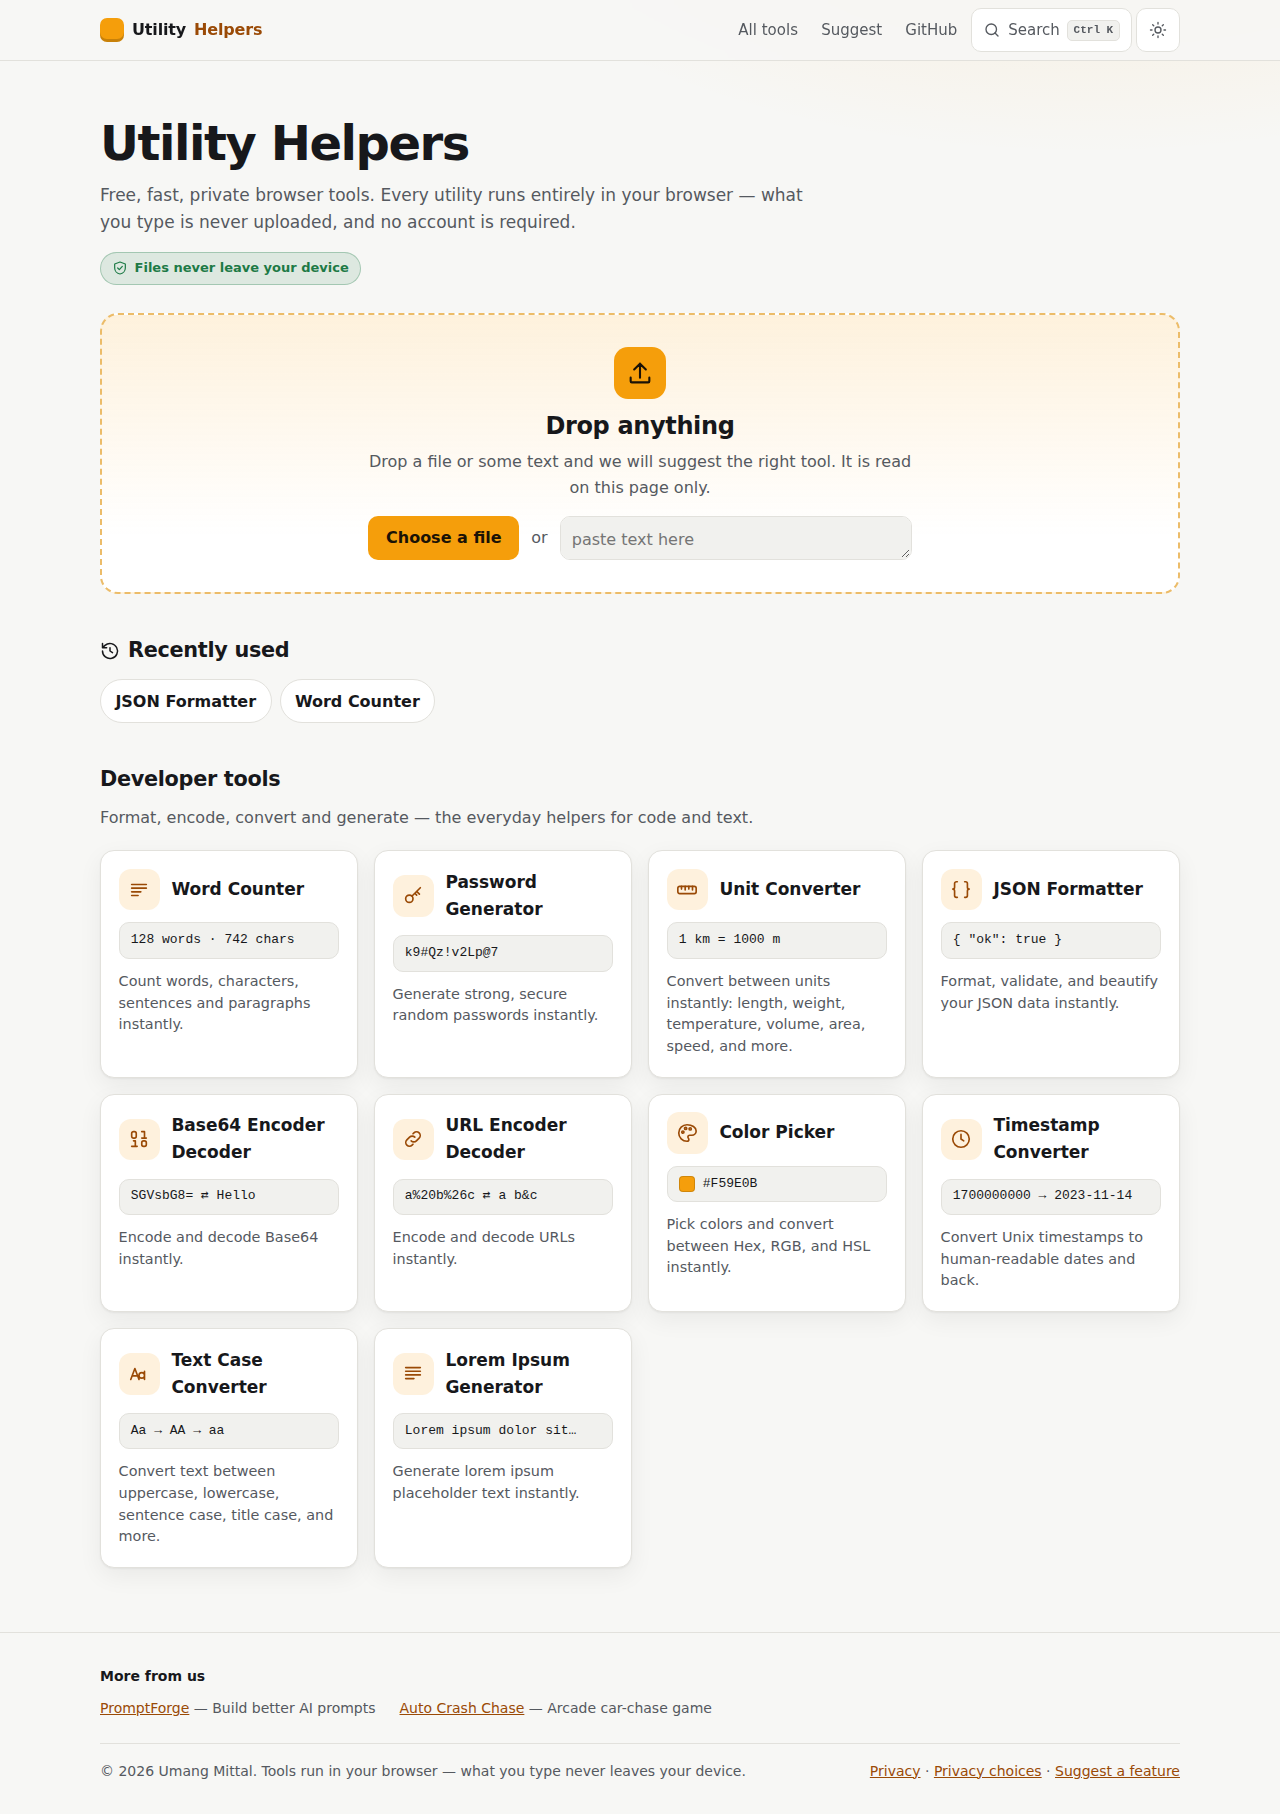 Utility Helpers
All tools Suggest GitHub Search Ctrl K
Utility Helpers
Free, fast, private browser tools. Every utility runs entirely in your browser — what
you type is never uploaded, and no account is required.
Files never leave your device
Drop anything
Drop a file or some text and we will suggest the right tool. It is read
on this page only.
Choose a file or paste text here
Recently used
JSON Formatter Word Counter
Developer tools
Format, encode, convert and generate — the everyday helpers for code and text.
Word Counter
128 words · 742 chars
Count words, characters,
sentences and paragraphs
instantly.
Password
Generator
k9#Qz!v2Lp@7
Generate strong, secure
random passwords instantly.
Unit Converter
1 km = 1000 m
Convert between units
instantly: length, weight,
temperature, volume, area,
speed, and more.
JSON Formatter
{ "ok": true }
Format, validate, and beautify
your JSON data instantly.
Base64 Encoder
Decoder
SGVsbG8= ⇄ Hello
Encode and decode Base64
instantly.
URL Encoder
Decoder
a%20b%26c ⇄ a b&c
Encode and decode URLs
instantly.
Color Picker
#F59E0B
Pick colors and convert
between Hex, RGB, and HSL
instantly.
Timestamp
Converter
1700000000 → 2023-11-14
Convert Unix timestamps to
human-readable dates and
back.
Text Case
Converter
Aa → AA → aa
Convert text between
uppercase, lowercase,
sentence case, title case, and
more.
Lorem Ipsum
Generator
Lorem ipsum dolor sit…
Generate lorem ipsum
placeholder text instantly.
More from us
PromptForge — Build better AI prompts Auto Crash Chase — Arcade car-chase game
© 2026 Umang Mittal. Tools run in your browser — what you type never leaves your device.
Privacy · Privacy choices · Suggest a feature